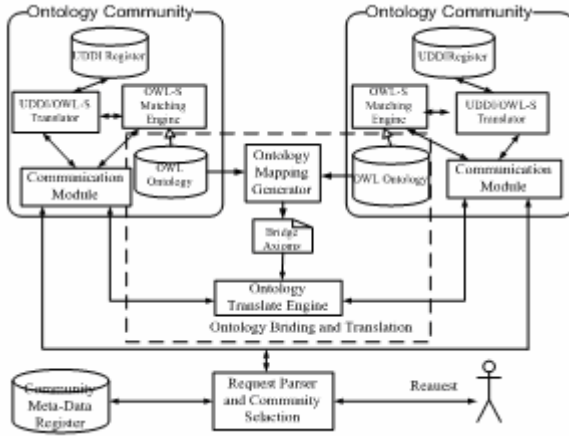 Ontology Community
UDDI Register
UDDI/OWL-S
Translator
OWL-S
Matching
Engine
OWL
Ontology
Communication
Module
Ontology Community
UDDIRegister
OWL-S
Matching
Engine
UDDI/OWL-S
Translator
OWL Ontology
Communication
Module
Ontology
Mapping
Generator
Bridge
Axioms
Ontology
Translate Engine
Ontology Briding and Translation
Community
Meta-Data
Register
Request Parser
and Community
Selaction
Reauest